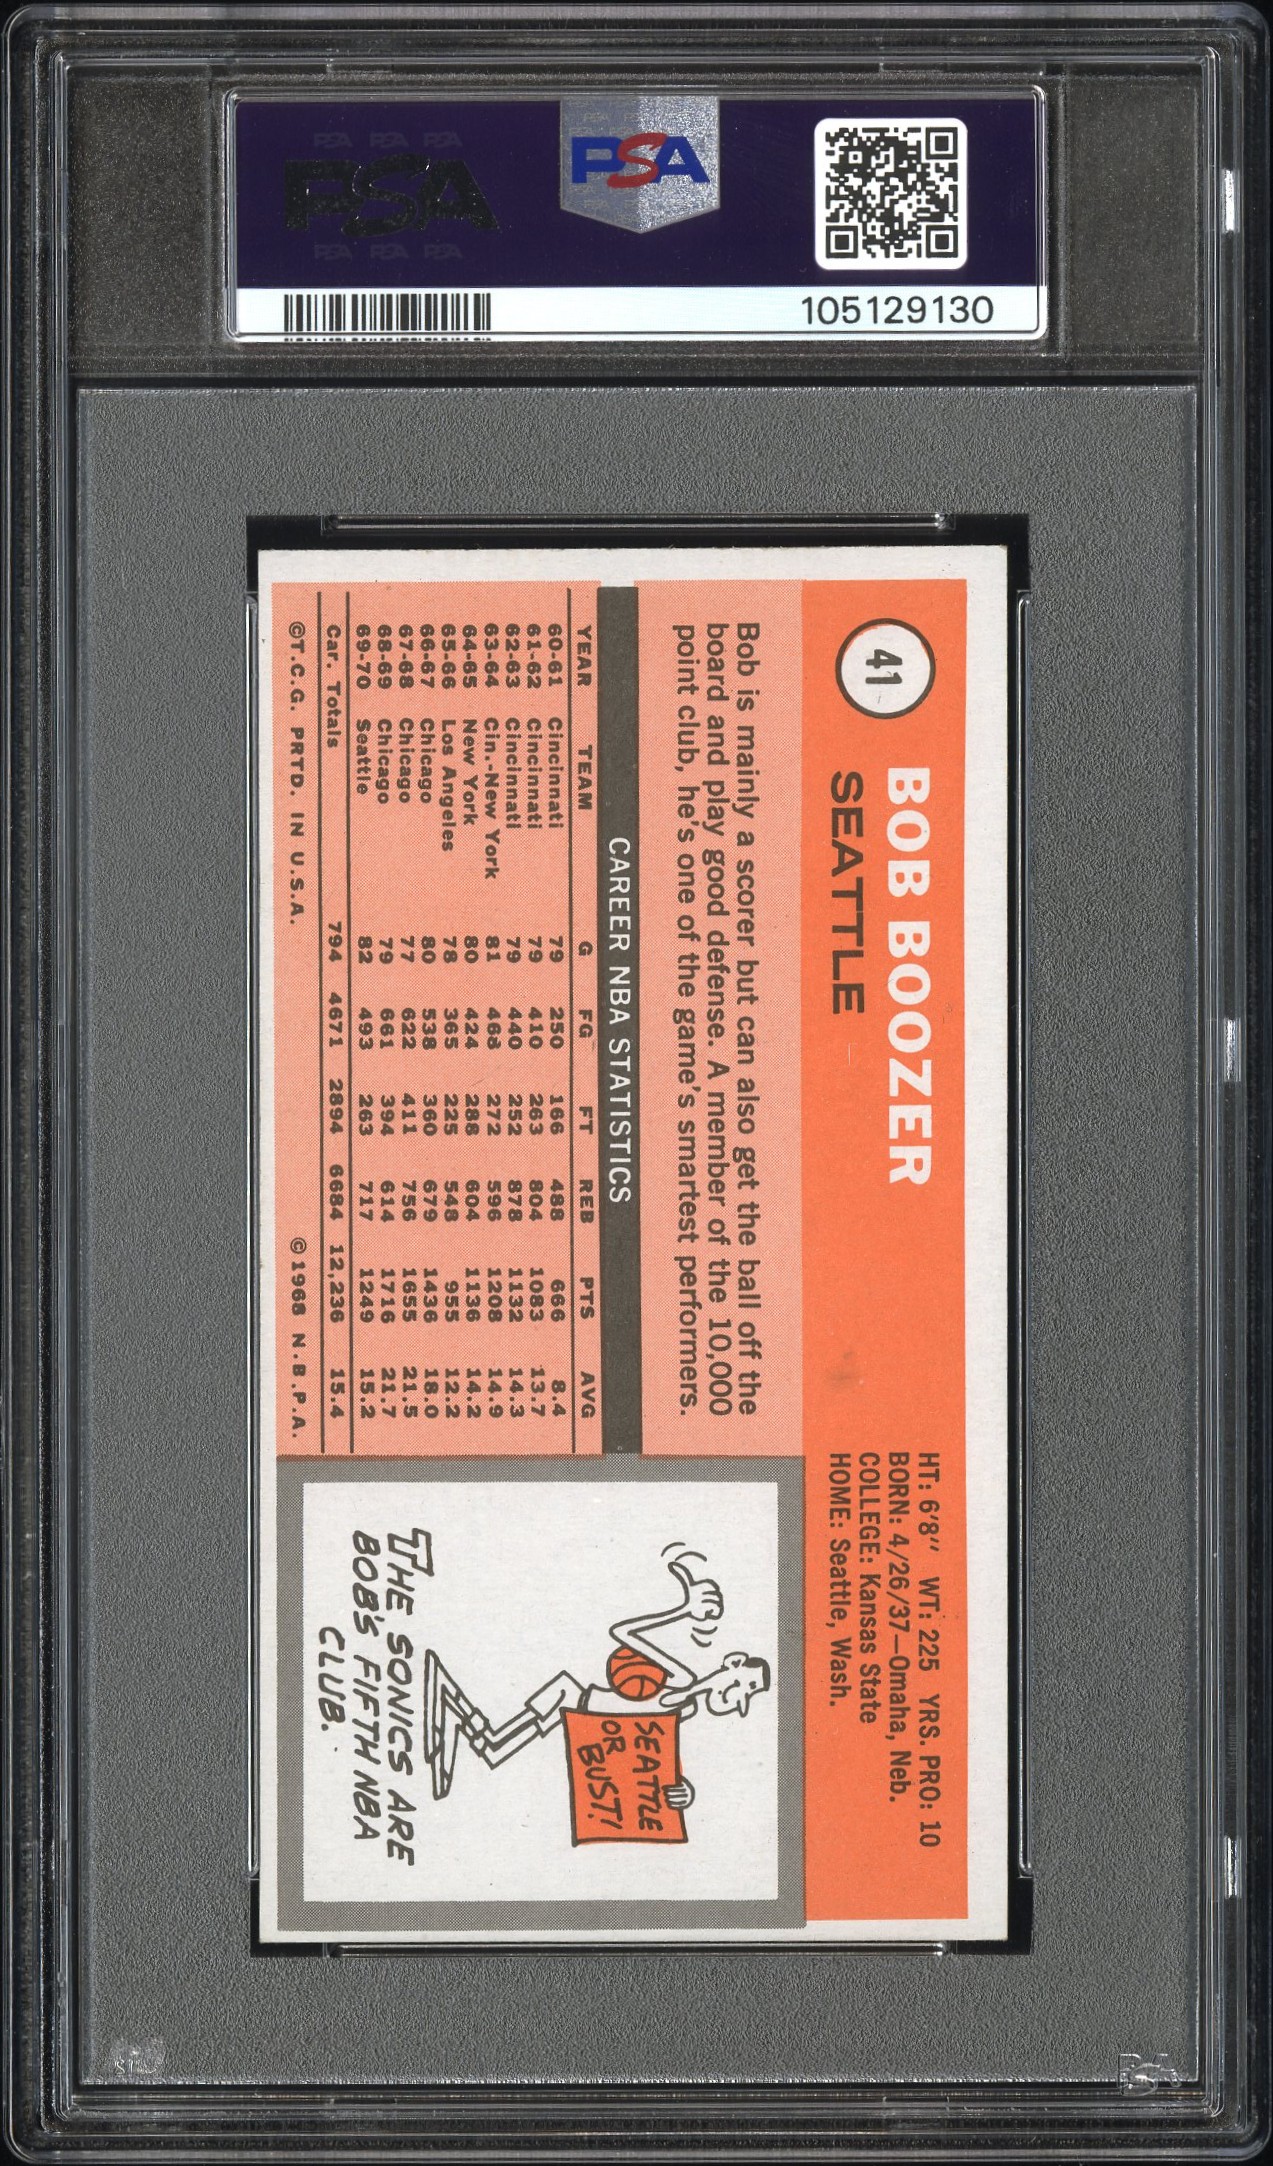 PSA PSA PSA
PSA
PSA PSA PSA
PSA
105129130
41
BOB BOOZER
SEATTLE
HT: 6'8" WT: 225 YRS. PRO: 10
BORN: 4/26/37—Omaha, Neb.
COLLEGE: Kansas State
HOME: Seattle, Wash.
Bob is mainly a scorer but can also get the ball off the
board and play good defense. A member of the 10,000
point club, he's one of the game's smartest performers.
CAREER NBA STATISTICS
YEAR TEAM G FG FT REB PTS AVG
60-61 Cincinnati 79 250 166 488 666 8.4
61-62 Cincinnati 79 410 263 804 1083 13.7
62-63 Cincinnati 79 440 252 878 1132 14.3
63-64 Cin.-New York 81 468 272 596 1208 14.9
64-65 New York 80 424 288 604 1136 14.2
65-66 Los Angeles 78 365 225 548 955 12.2
66-67 Chicago 80 538 360 679 1436 18.0
67-68 Chicago 77 622 411 756 1655 21.5
68-69 Chicago 79 661 394 614 1716 21.7
69-70 Seattle 82 493 263 717 1249 15.2
Car. Totals 794 4671 2894 6684 12,236 15.4
©T.C.G. PRTD. IN U.S.A. ©1968 N.B.P.A.
SEATTLE
OR
BUST!
THE SONICS ARE
BOB'S FIFTH NBA
CLUB.